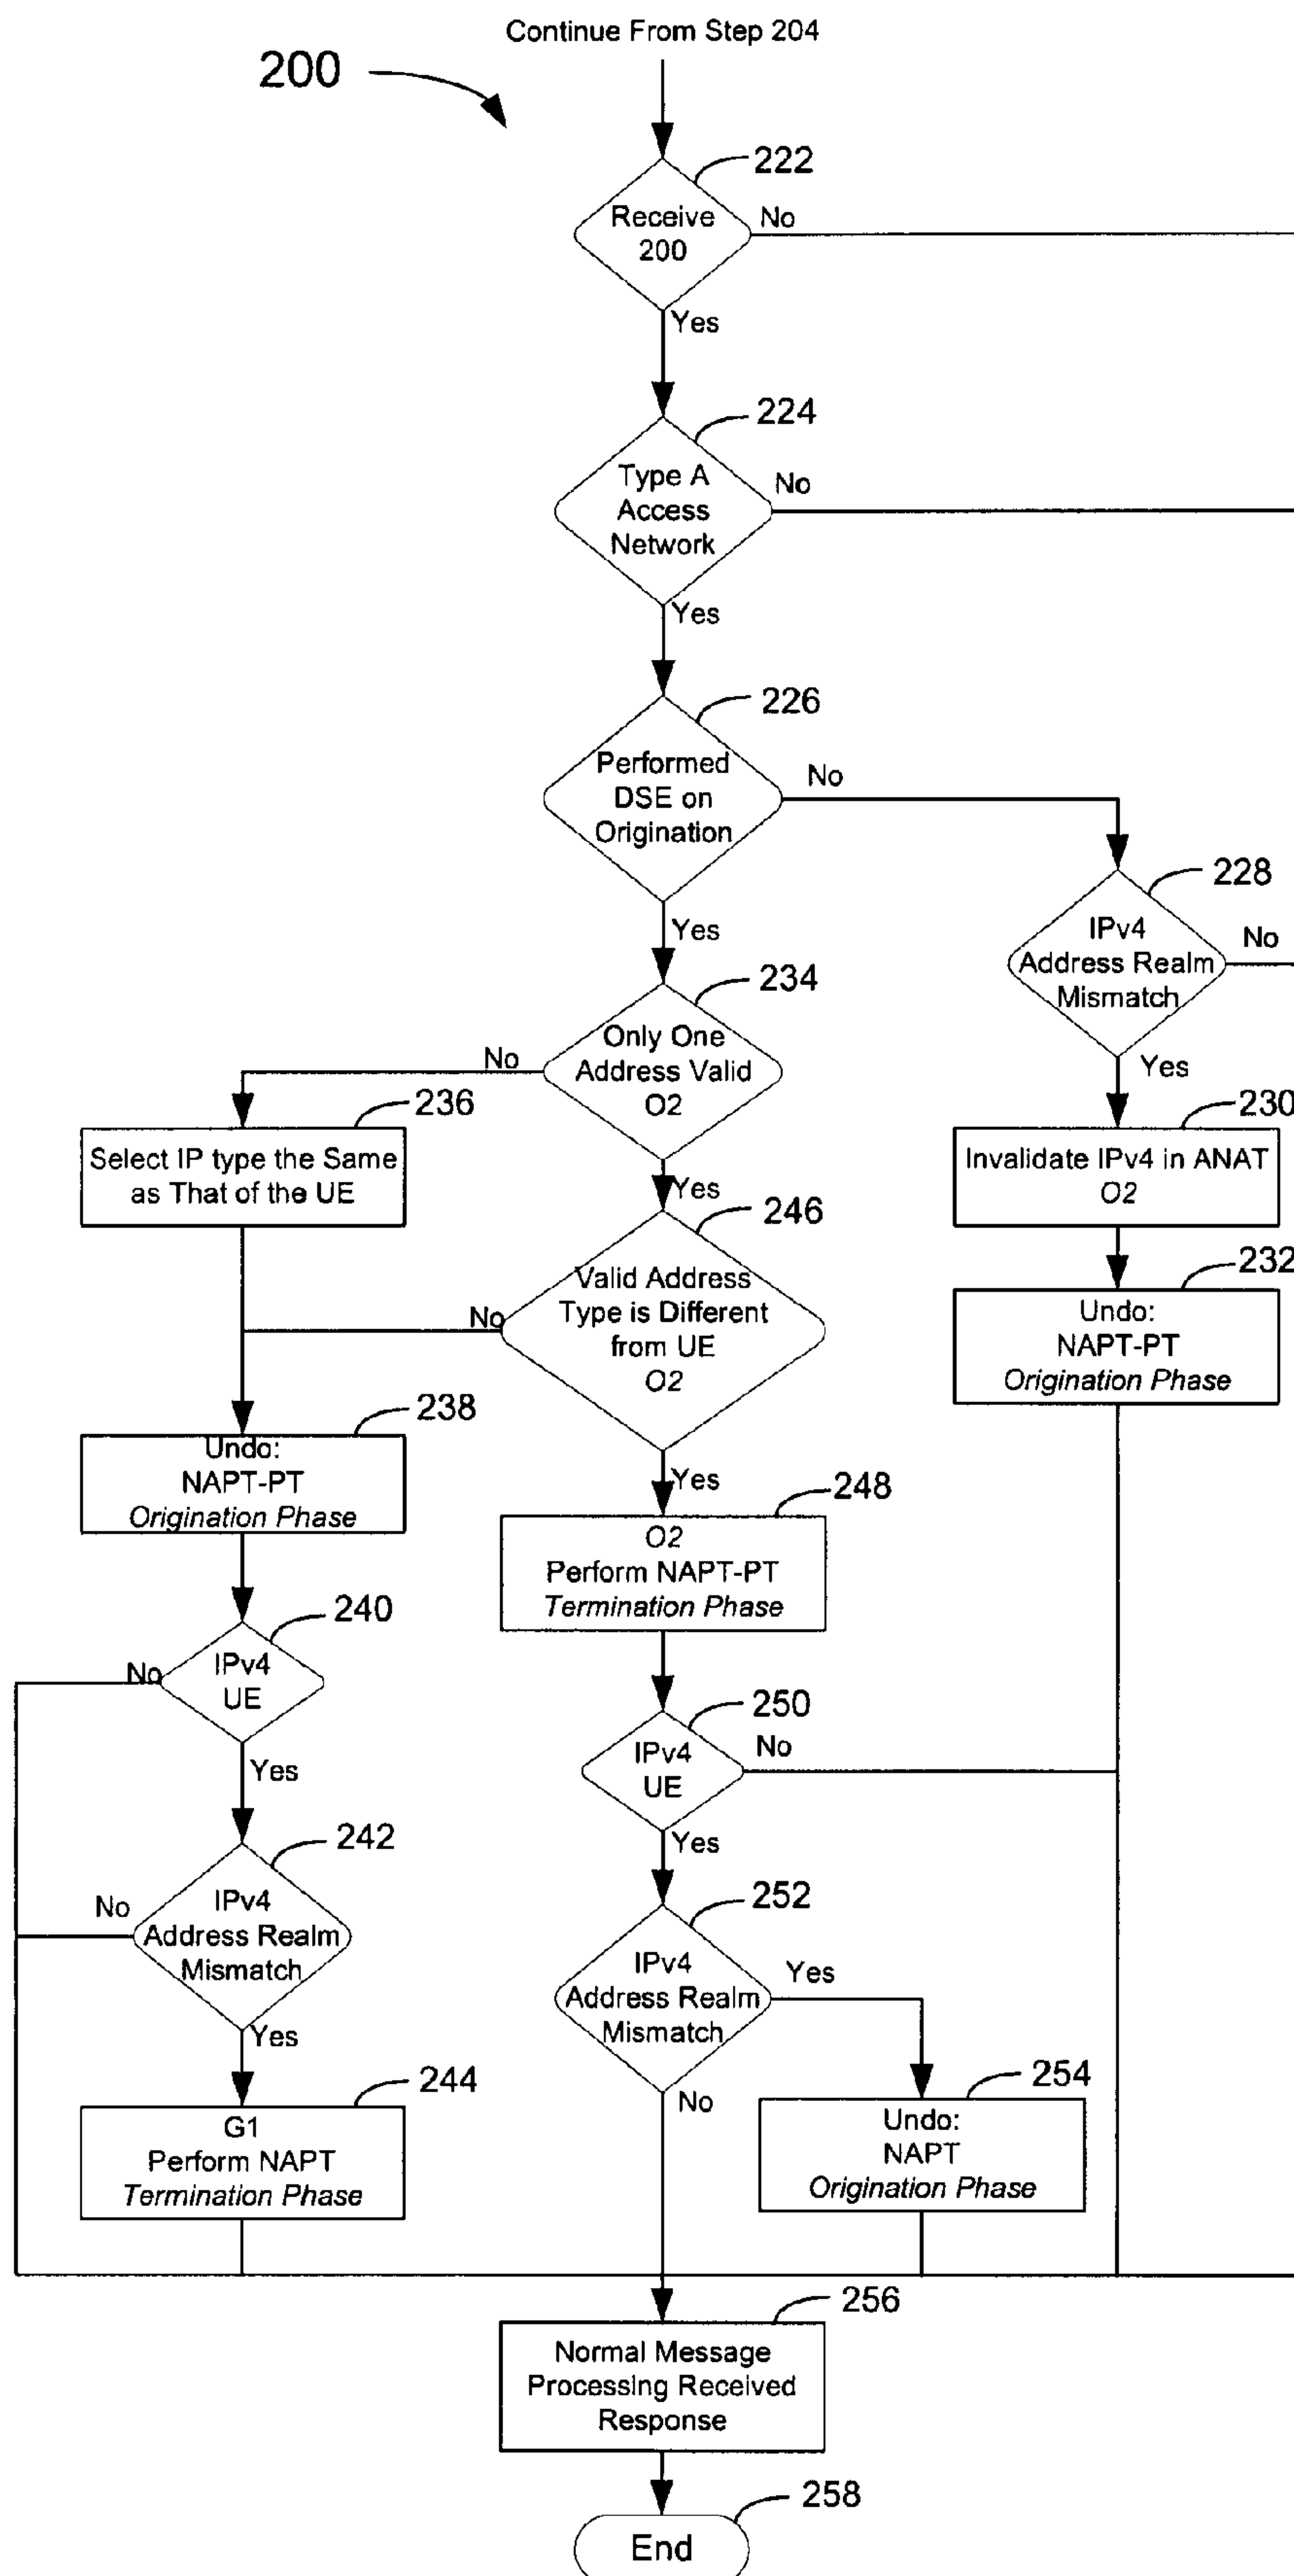 Continue From Step 204
200
222
Receive
200
No
Yes
224
Type A
Access
Network
No
Yes
226
Performed
DSE on
Origination
No
Yes
228
IPv4
Address Realm
Mismatch
No
Yes
234
Only One
Address Valid
O2
No
Yes
236
Select IP type the Same
as That of the UE
230
Invalidate IPv4 in ANAT
O2
246
Valid Address
Type is Different
from UE
O2
No
Yes
232
Undo:
NAPT-PT
Origination Phase
238
Undo:
NAPT-PT
Origination Phase
248
O2
Perform NAPT-PT
Termination Phase
240
IPv4
UE
No
Yes
250
IPv4
UE
No
Yes
242
IPv4
Address Realm
Mismatch
No
Yes
252
IPv4
Address Realm
Mismatch
Yes
No
244
G1
Perform NAPT
Termination Phase
254
Undo:
NAPT
Origination Phase
256
Normal Message
Processing Received
Response
258
End